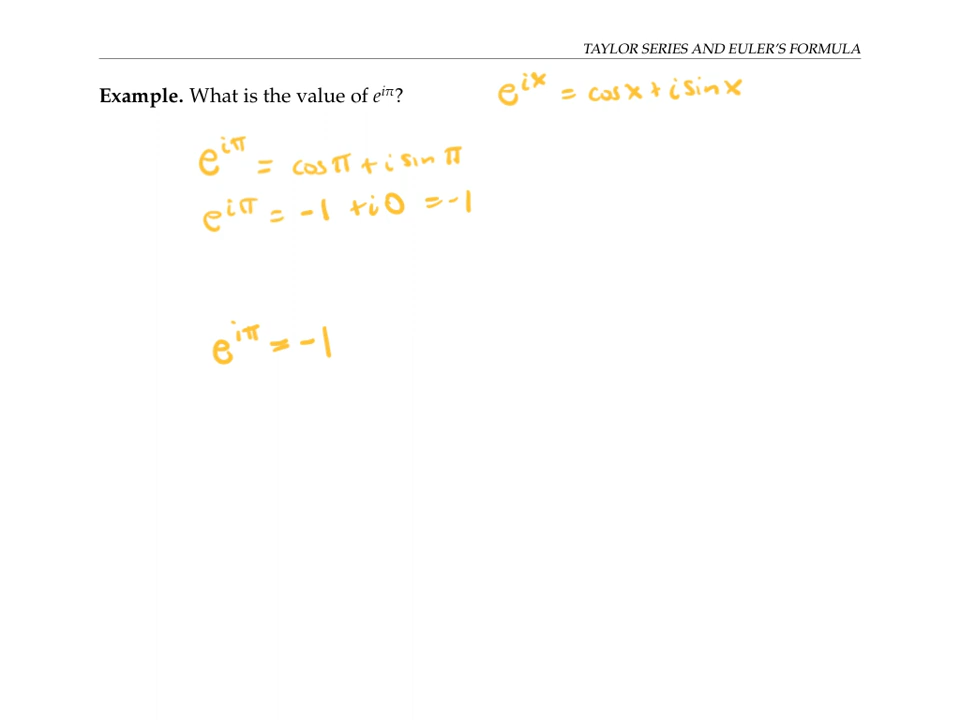 TAYLOR SERIES AND EULER'S FORMULA
Example. What is the value of e^{iπ}?
e^{ix} = cos x + i sin x
e^{iπ} = cos π + i sin π
e^{iπ} = -1 + i0 = -1
e^{iπ} = -1